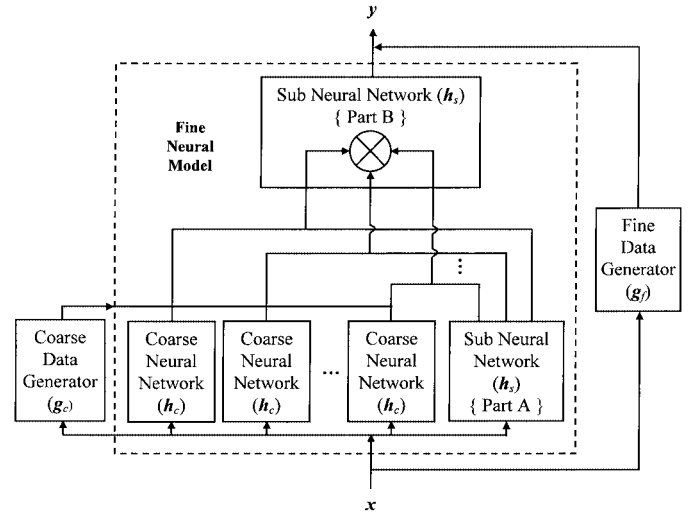 y
Sub Neural Network (hs)
{ Part B }
Fine
Neural
Model
Fine
Data
Generator
(gf)
Coarse
Data
Generator
(gc)
Coarse
Neural
Network
(hc)
Coarse
Neural
Network
(hc)
...
Coarse
Neural
Network
(hc)
Sub Neural
Network
(hs)
{ Part A }
x